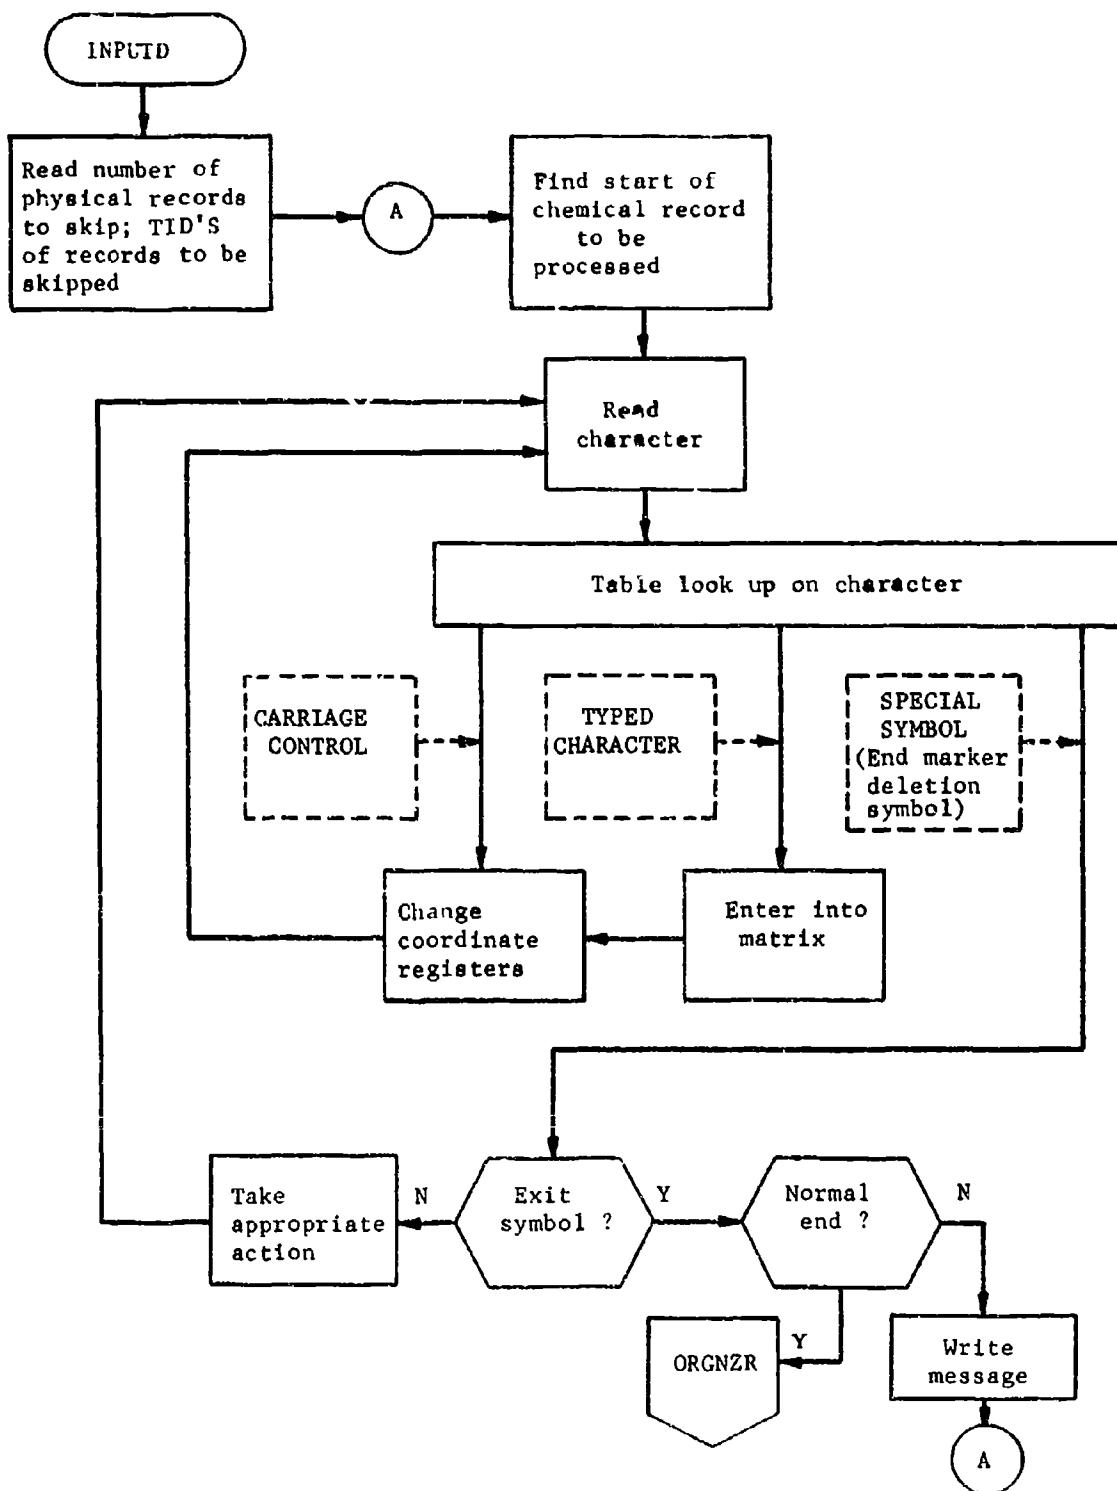 INPUTD
Read number of
physical records
to skip; TID'S
of records to be
skipped
A
Find start of
chemical record
to be
processed
Read
character
Table look up on character
CARRIAGE
CONTROL
TYPED
CHARACTER
SPECIAL
SYMBOL
(End marker
deletion
symbol)
Change
coordinate
registers
Enter into
matrix
Take
appropriate
action
N
Exit
symbol ?
Y
Normal
end ?
N
ORGNZR
Y
Write
message
A